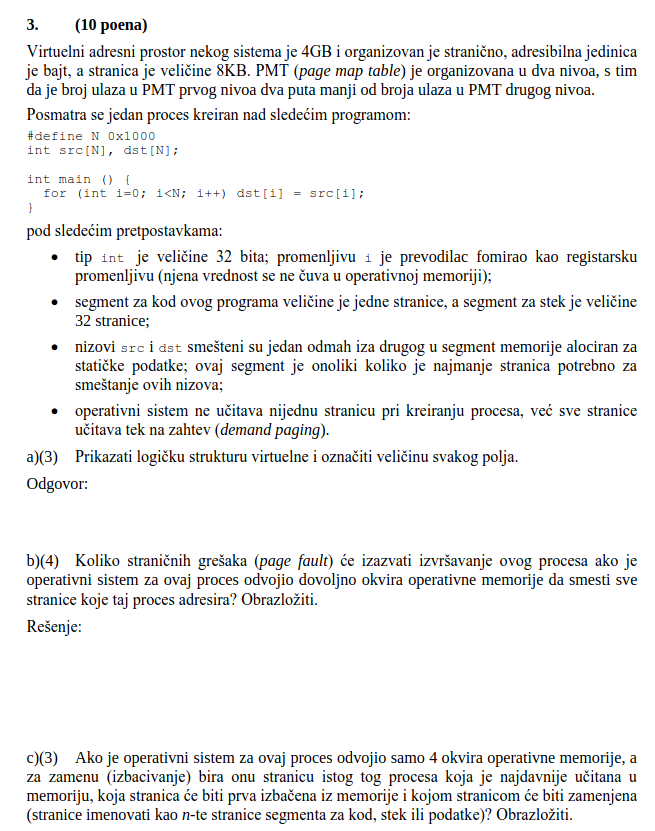 3. (10 poena)
Virtuelni adresni prostor nekog sistema je 4GB i organizovan je stranično, adresibilna jedinica
je bajt, a stranica je veličine 8KB. PMT (page map table) je organizovana u dva nivoa, s tim
da je broj ulaza u PMT prvog nivoa dva puta manji od broja ulaza u PMT drugog nivoa.
Posmatra se jedan proces kreiran nad sledećim programom:
#define N 0x1000
int src[N], dst[N];
int main () {
for (int i=0; i<N; i++) dst[i] = src[i];
}
pod sledećim pretpostavkama:
• tip int je veličine 32 bita; promenljivu i je prevodilac fomirao kao registarsku
promenljivu (njena vrednost se ne čuva u operativnoj memoriji);
• segment za kod ovog programa veličine je jedne stranice, a segment za stek je veličine
32 stranice;
• nizovi src i dst smešteni su jedan odmah iza drugog u segment memorije alociran za
statičke podatke; ovaj segment je onoliki koliko je najmanje stranica potrebno za
smeštanje ovih nizova;
• operativni sistem ne učitava nijednu stranicu pri kreiranju procesa, već sve stranice
učitava tek na zahtev (demand paging).
a)(3) Prikazati logičku strukturu virtuelne i označiti veličinu svakog polja.
Odgovor:
b)(4) Koliko straničnih grešaka (page fault) će izazvati izvršavanje ovog procesa ako je
operativni sistem za ovaj proces odvojio dovoljno okvira operativne memorije da smesti sve
stranice koje taj proces adresira? Obrazložiti.
Rešenje:
c)(3) Ako je operativni sistem za ovaj proces odvojio samo 4 okvira operativne memorije, a
za zamenu (izbacivanje) bira onu stranicu istog tog procesa koja je najdavnije učitana u
memoriju, koja stranica će biti prva izbačena iz memorije i kojom stranicom će biti zamenjena
(stranice imenovati kao n-te stranice segmenta za kod, stek ili podatke)? Obrazložiti.